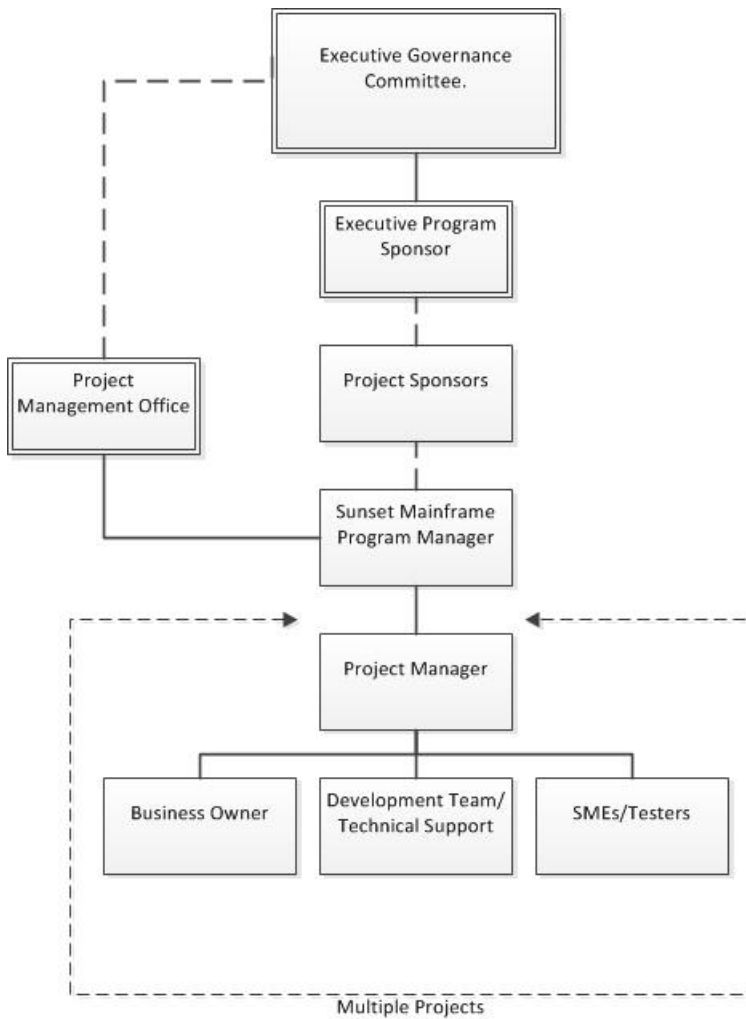 Executive Governance
Committee.
Executive Program
Sponsor
Project
Management Office
Project Sponsors
Sunset Mainframe
Program Manager
Project Manager
Business Owner
Development Team/
Technical Support
SMEs/Testers
Multiple Projects